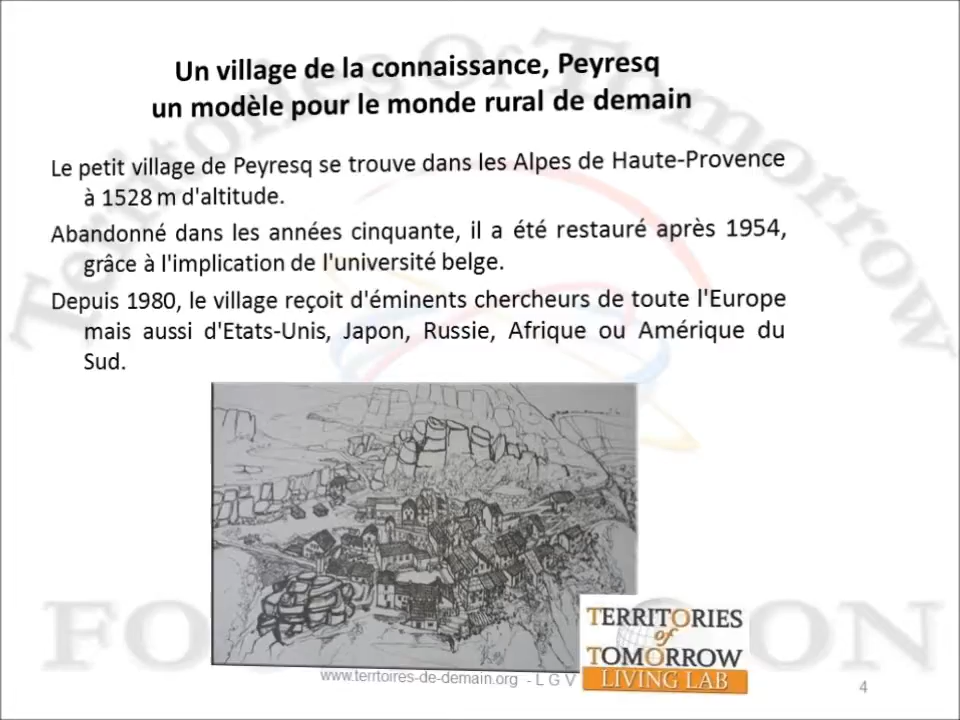 Un village de la connaissance, Peyresq
un modèle pour le monde rural de demain
Le petit village de Peyresq se trouve dans les Alpes de Haute-Provence
à 1528 m d'altitude.
Abandonné dans les années cinquante, il a été restauré après 1954,
grâce à l'implication de l'université belge.
Depuis 1980, le village reçoit d'éminents chercheurs de toute l'Europe
mais aussi d'Etats-Unis, Japon, Russie, Afrique ou Amérique du
Sud.
Territories Of Tomorrow
TERRITORIES
of
TOMORROW
LIVING LAB
www.territoires-de-demain.org - L G V
4